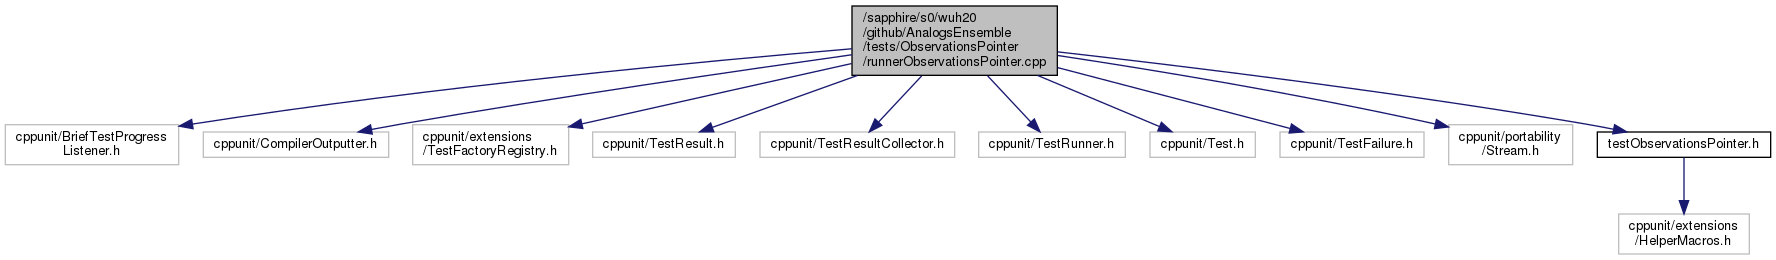 /sapphire/s0/wuh20
/github/AnalogsEnsemble
/tests/ObservationsPointer
/runnerObservationsPointer.cpp
cppunit/BriefTestProgress
Listener.h
cppunit/CompilerOutputter.h
cppunit/extensions
/TestFactoryRegistry.h
cppunit/TestResult.h
cppunit/TestResultCollector.h
cppunit/TestRunner.h
cppunit/Test.h
cppunit/TestFailure.h
cppunit/portability
/Stream.h
testObservationsPointer.h
cppunit/extensions
/HelperMacros.h